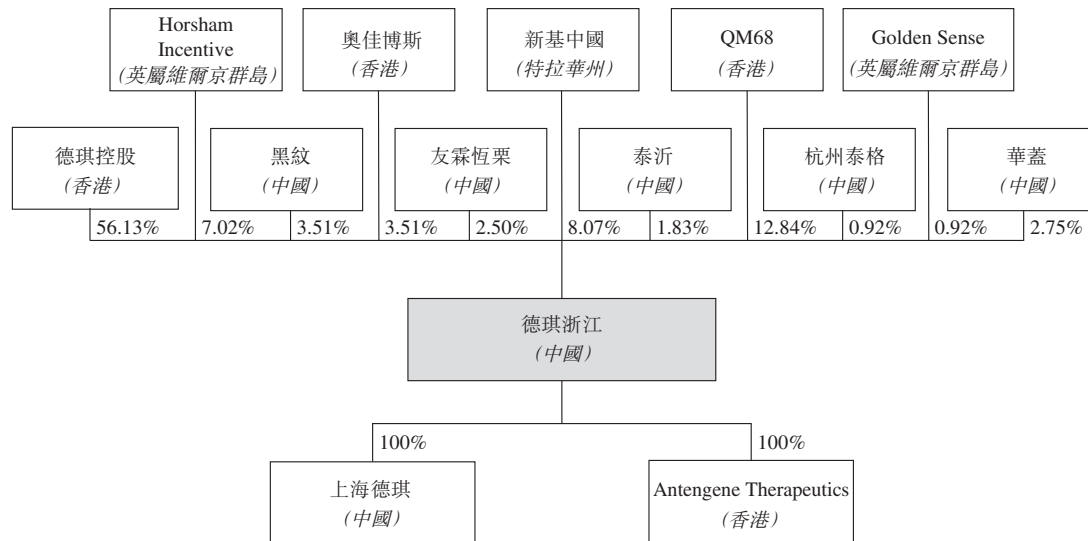 Horsham
Incentive
(英屬維爾京群島)
奧佳博斯
(香港)
新基中國
(特拉華州)
QM68
(香港)
Golden Sense
(英屬維爾京群島)
德琪控股
(香港)
黑紋
(中國)
友霖恆栗
(中國)
泰沂
(中國)
杭州泰格
(中國)
華蓋
(中國)
56.13%
7.02%
3.51%
3.51%
2.50%
8.07%
1.83%
12.84%
0.92%
0.92%
2.75%
德琪浙江
(中國)
100%
100%
上海德琪
(中國)
Antengene Therapeutics
(香港)